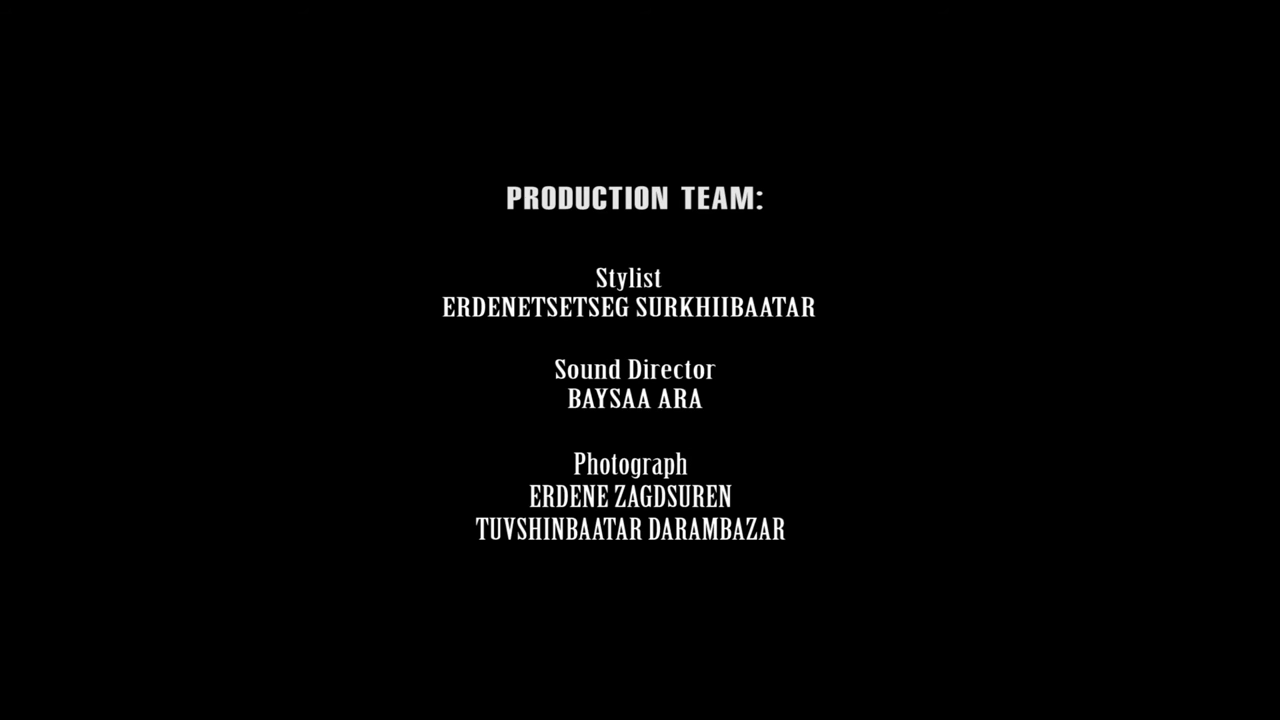 PRODUCTION TEAM:
Stylist
ERDENETSETSEG SURKHIIBAATAR
Sound Director
BAYSAA ARA
Photograph
ERDENE ZAGDSUREN
TUVSHINBAATAR DARAMBAZAR